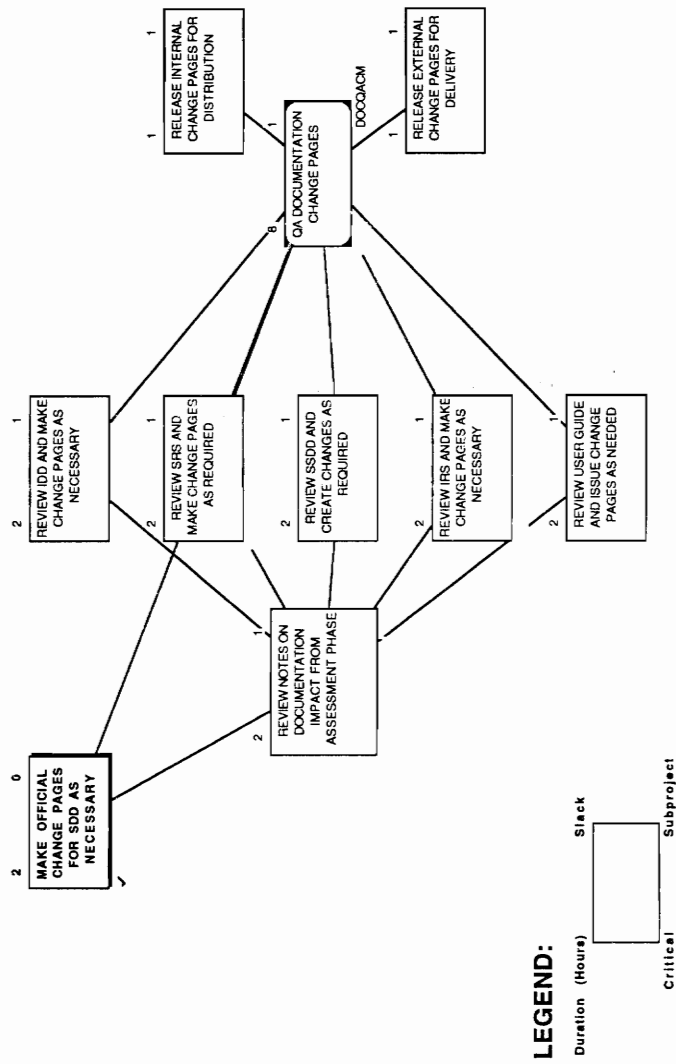 2 0
MAKE OFFICIAL
CHANGE PAGES
FOR SDD AS
NECESSARY
2 1
REVIEW NOTES ON
DOCUMENTATION
IMPACT FROM
ASSESSMENT PHASE
2 1
REVIEW IDD AND MAKE
CHANGE PAGES AS
NECESSARY
2 1
REVIEW SRS AND
MAKE CHANGE PAGES
AS REQUIRED
2 1
REVIEW SSDD AND
CREATE CHANGES AS
REQUIRED
2 1
REVIEW IRS AND MAKE
CHANGE PAGES AS
NECESSARY
2 1
REVIEW USER GUIDE
AND ISSUE CHANGE
PAGES AS NEEDED
8 1
QA DOCUMENTATION
CHANGE PAGES
DOCQACM
1 1
RELEASE INTERNAL
CHANGE PAGES FOR
DISTRIBUTION
1 1
RELEASE EXTERNAL
CHANGE PAGES FOR
DELIVERY
LEGEND:
Duration (Hours) Slack
Critical Subproject